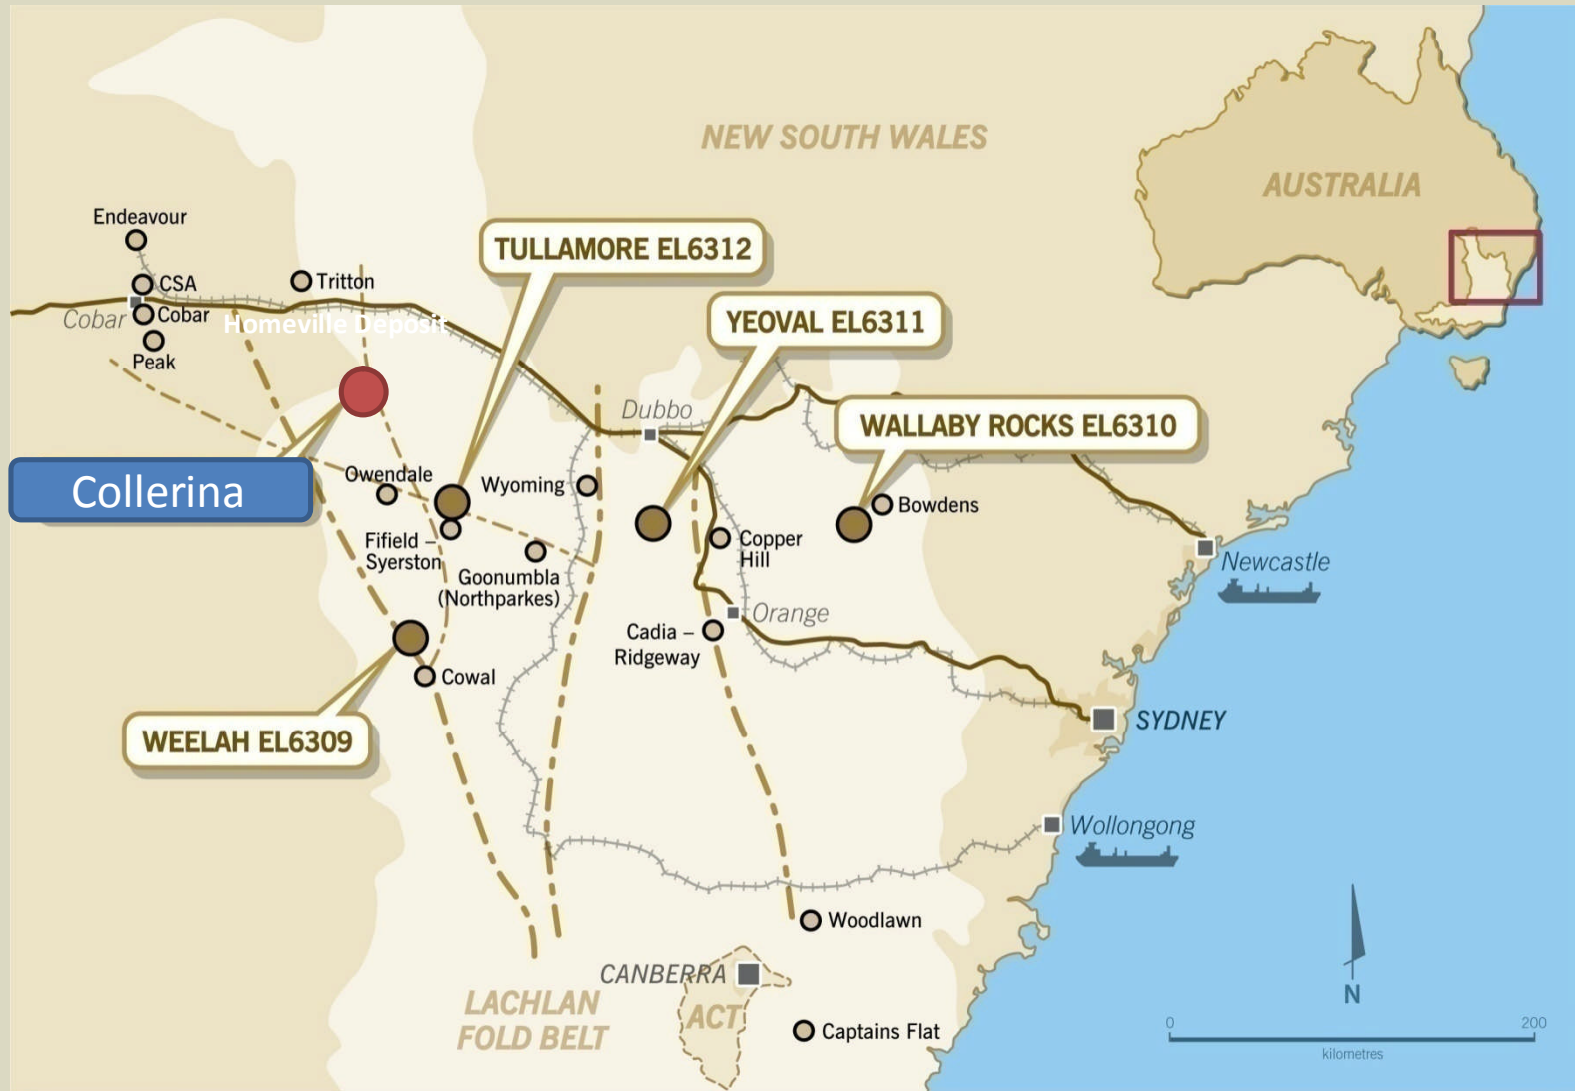 NEW SOUTH WALES
AUSTRALIA
Endeavour
TULLAMORE EL6312
CSA
Tritton
Cobar
Cobar
Homeville Deposit
YEOVAL EL6311
Peak
Dubbo
WALLABY ROCKS EL6310
Collerina
Owendale
Wyoming
Bowdens
Fifield –
Syerston
Copper
Hill
Goonumbla
(Northparkes)
Newcastle
Orange
Cadia –
Ridgeway
Cowal
SYDNEY
WEELAH EL6309
Wollongong
Woodlawn
CANBERRA
LACHLAN
FOLD BELT
ACT
Captains Flat
N
0
200
kilometres